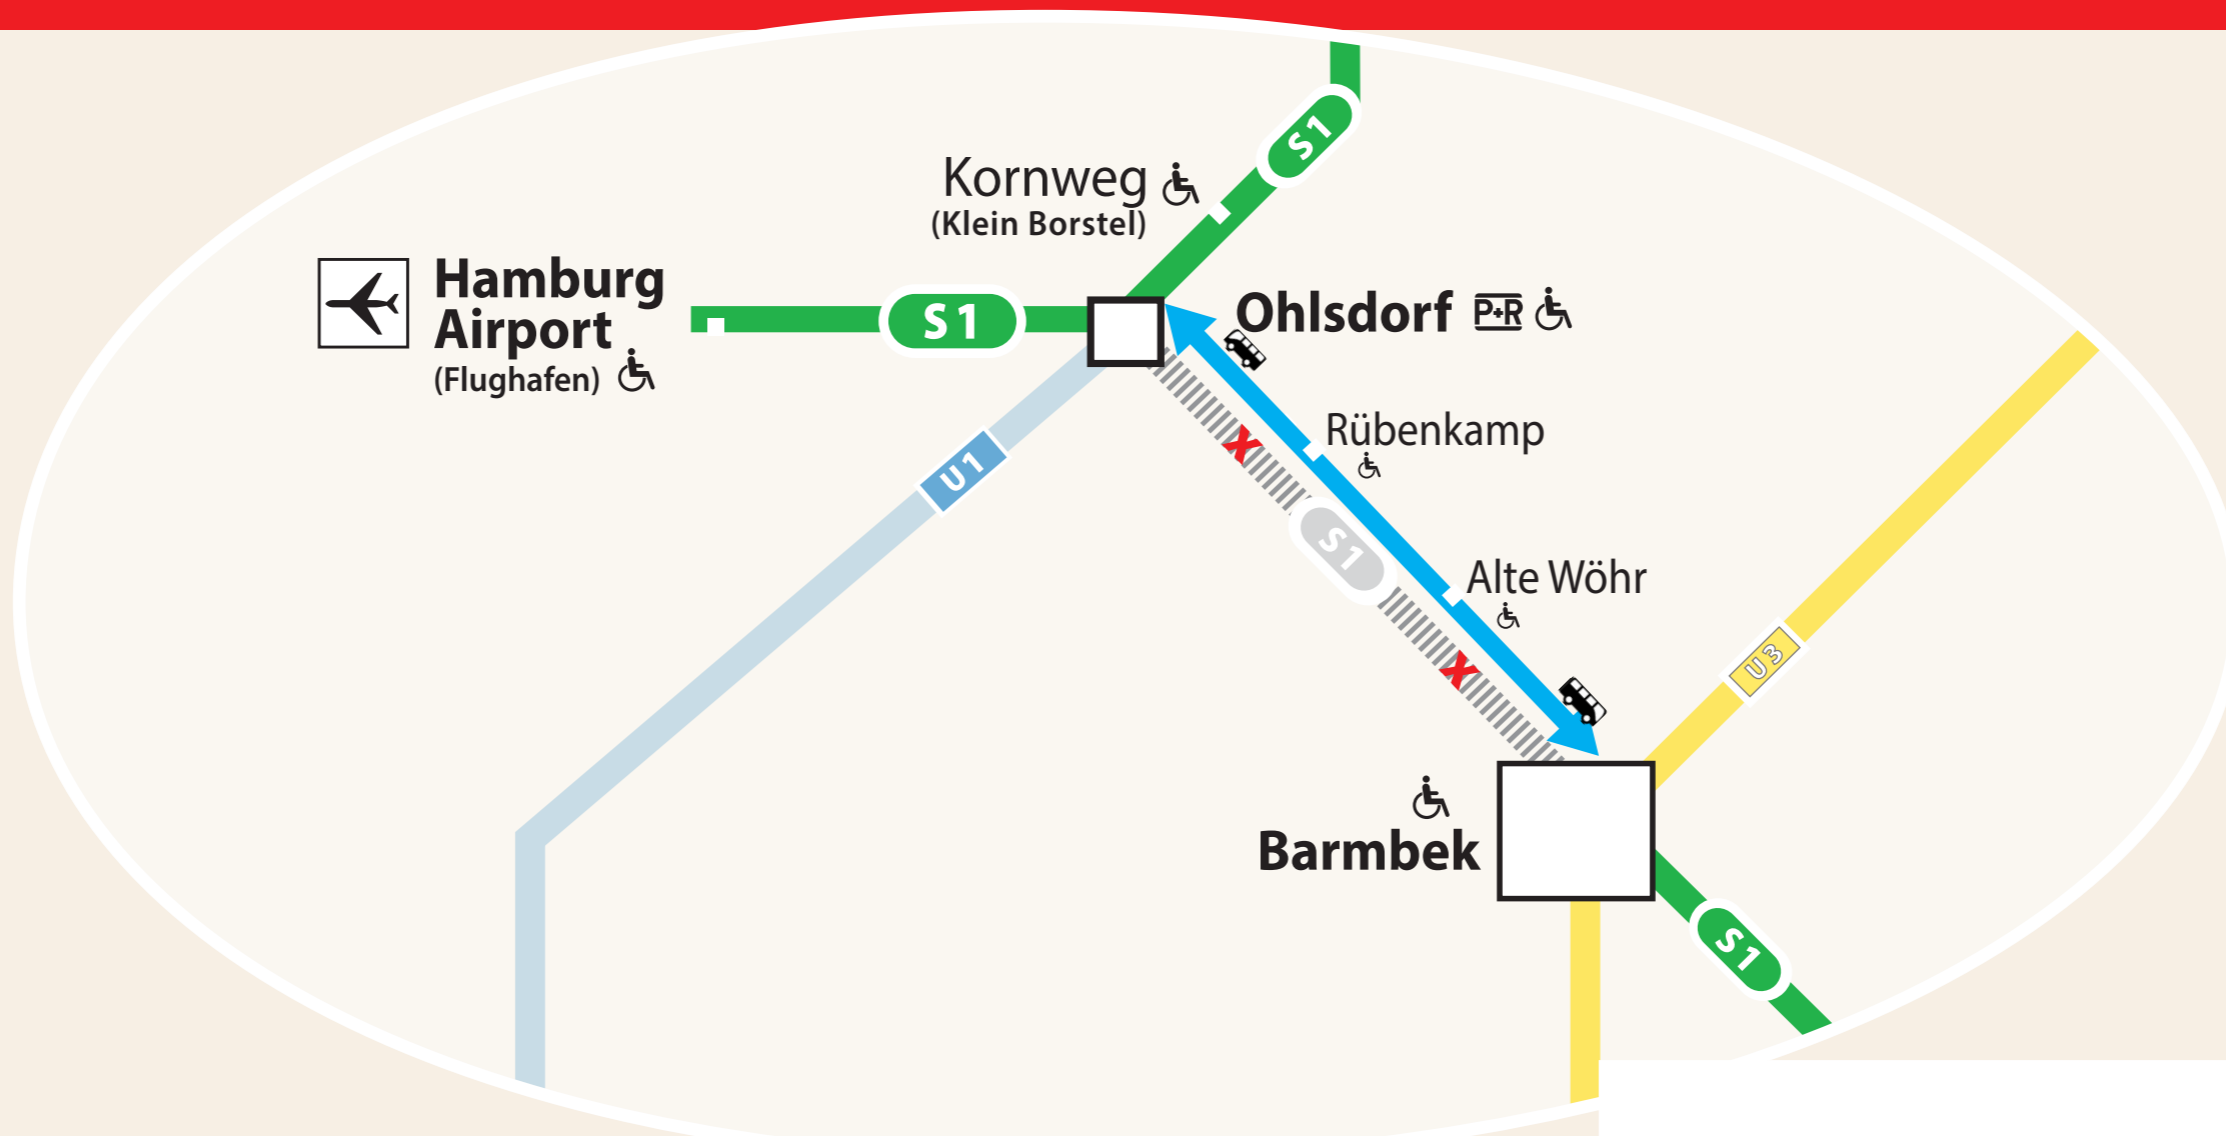 S1
Kornweg
(Klein Borstel)
Hamburg
Airport
(Flughafen)
S1
Ohlsdorf P+R
Rübenkamp
U1
S1
Alte Wöhr
X
X
U3
Barmbek
S1